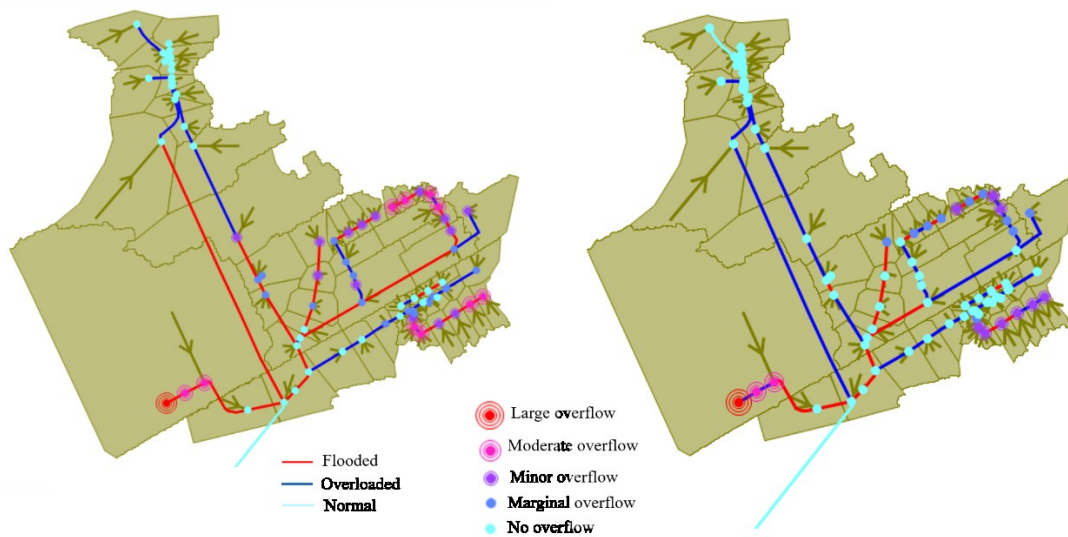 Flooded
Overloaded
Normal
Large overflow
Moderate overflow
Minor overflow
Marginal overflow
No overflow